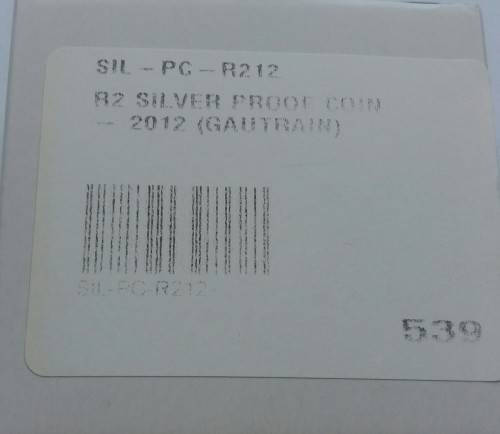 SIL - PC - R212
R2 SILVER PROOF COIN
- 2012 (GAUTRAIN)
SIL-PC-R212
539